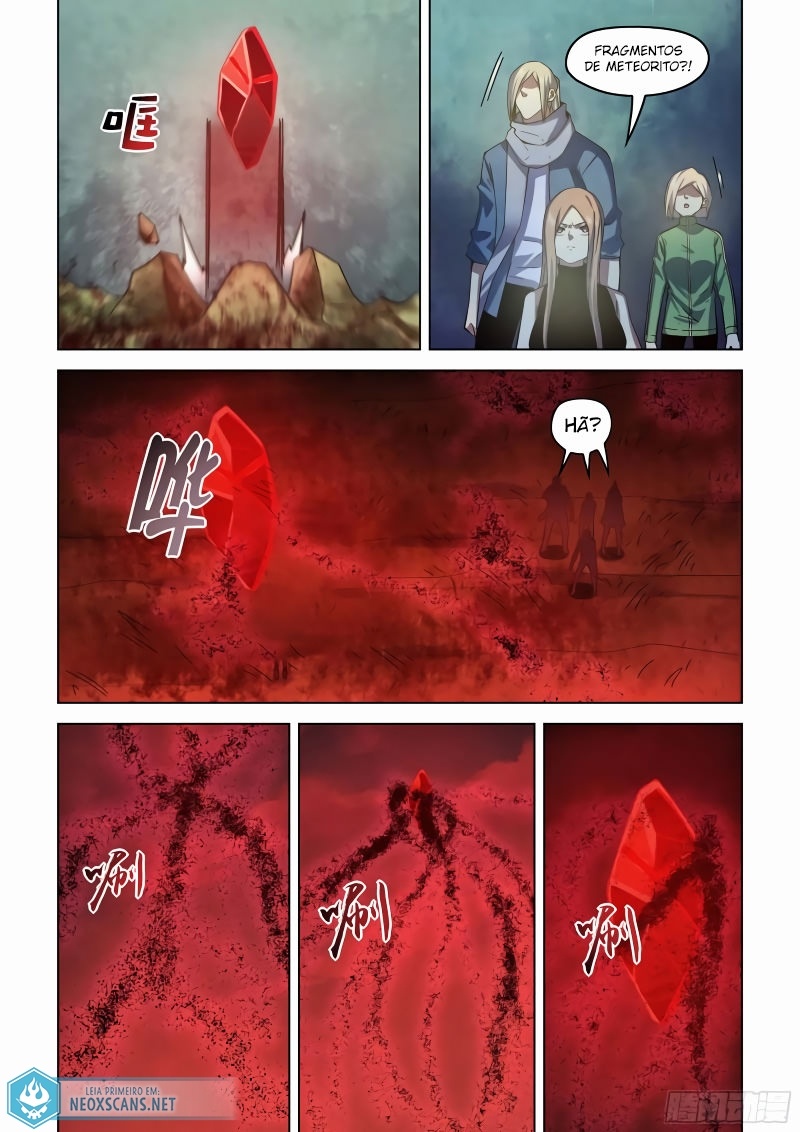 哐
FRAGMENTOS
DE METEORITO?!
哗
HÃ?
唰
唰
唰
LEIA PRIMEIRO EM:
NEOXSCANS.NET
腾讯动漫